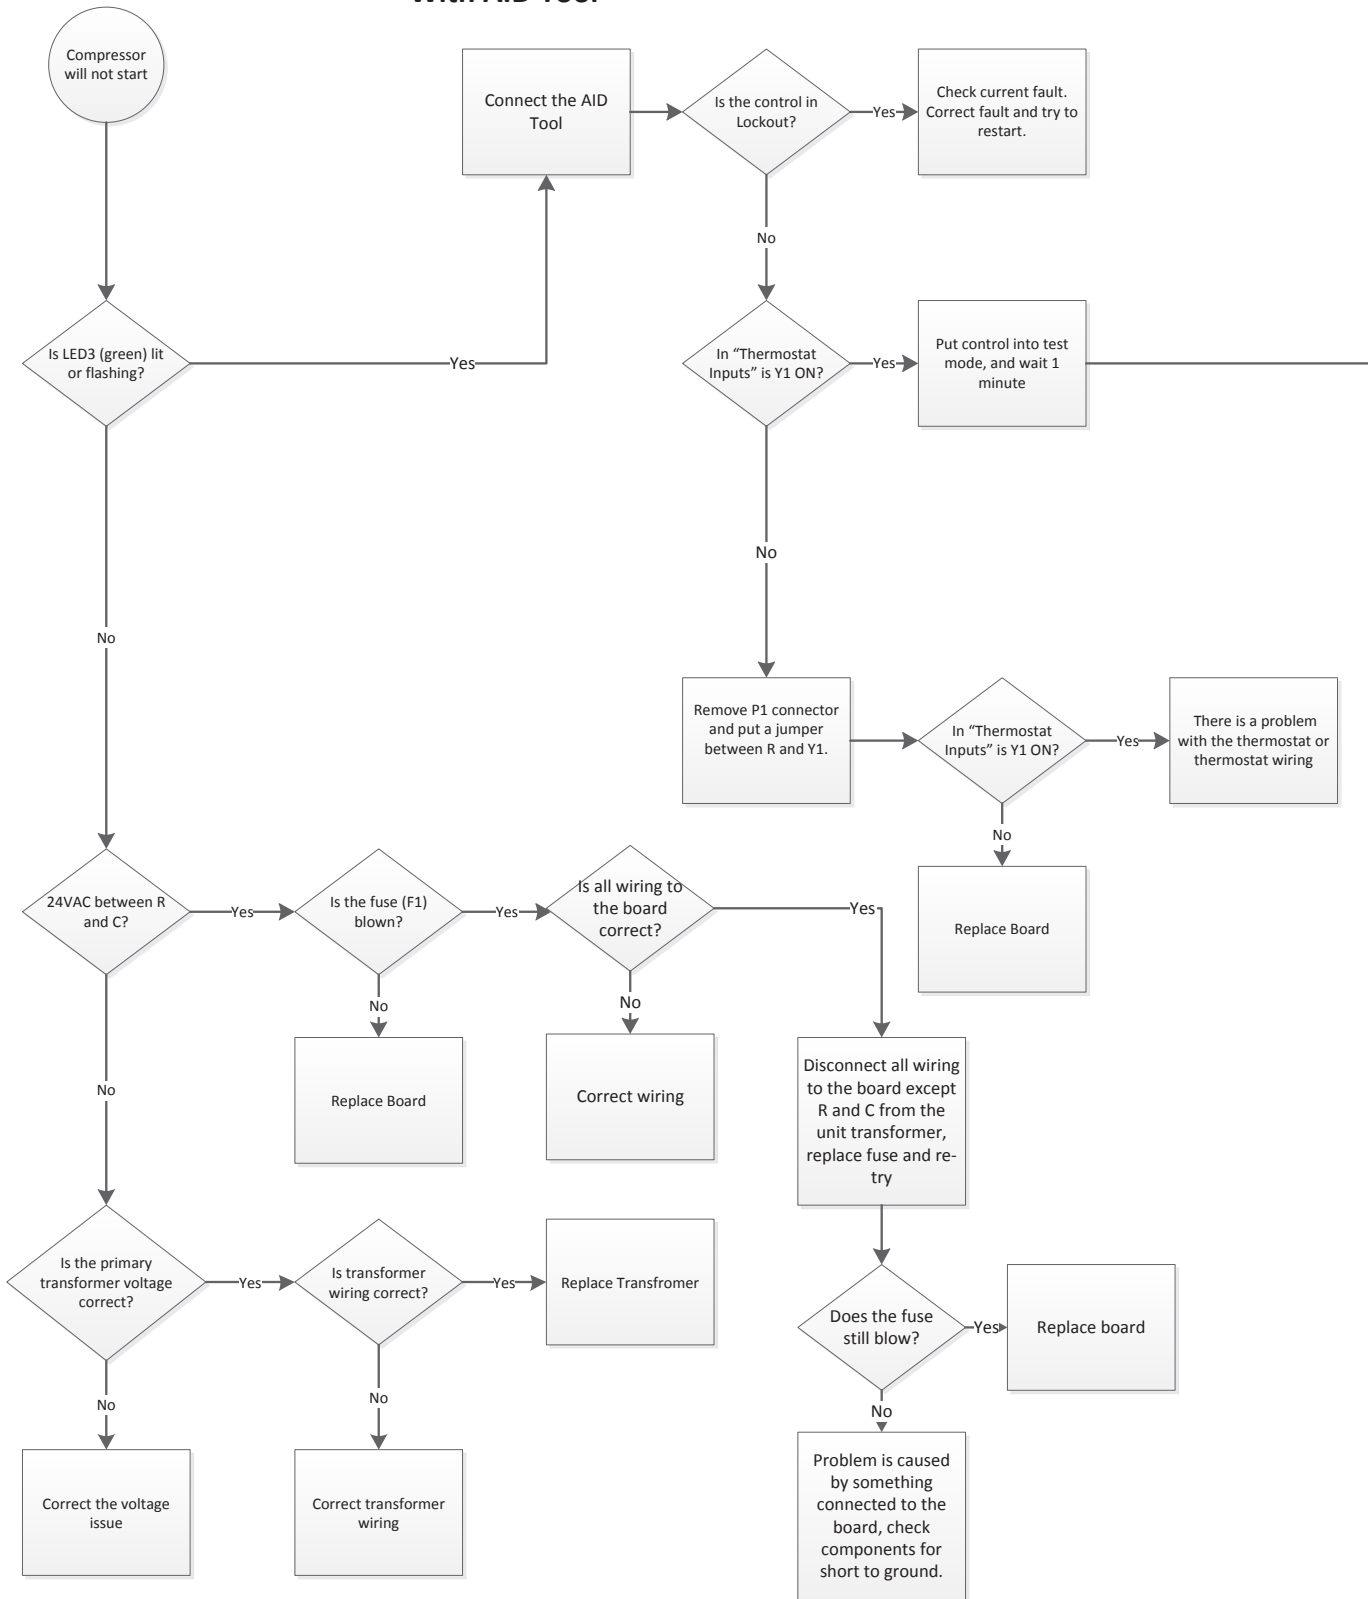 With AID Tool
Compressor
will not start
Connect the AID
Tool
Is the control in
Lockout?
Yes
Check current fault.
Correct fault and try to
restart.
No
Is LED3 (green) lit
or flashing?
Yes
In “Thermostat
Inputs” is Y1 ON?
Yes
Put control into test
mode, and wait 1
minute
No
No
Remove P1 connector
and put a jumper
between R and Y1.
In “Thermostat
Inputs” is Y1 ON?
Yes
There is a problem
with the thermostat or
thermostat wiring
No
Replace Board
24VAC between R
and C?
Yes
Is the fuse (F1)
blown?
Yes
Is all wiring to
the board
correct?
Yes
No
Replace Board
No
Correct wiring
Disconnect all wiring
to the board except
R and C from the
unit transformer,
replace fuse and re-
try
No
Is the primary
transformer voltage
correct?
Yes
Is transformer
wiring correct?
Yes
Replace Transfromer
Does the fuse
still blow?
Yes
Replace board
No
Correct the voltage
issue
No
Correct transformer
wiring
No
Problem is caused
by something
connected to the
board, check
components for
short to ground.